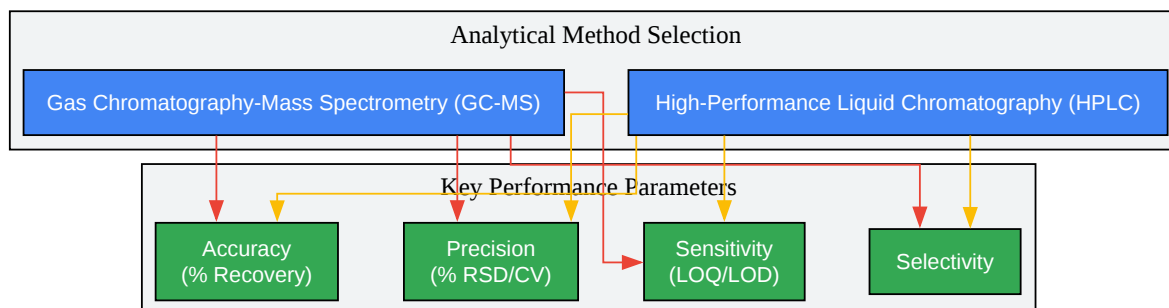 Analytical Method Selection
Gas Chromatography-Mass Spectrometry (GC-MS)
High-Performance Liquid Chromatography (HPLC)
Key Performance Parameters
Accuracy
(% Recovery)
Precision
(% RSD/CV)
Sensitivity
(LOQ/LOD)
Selectivity